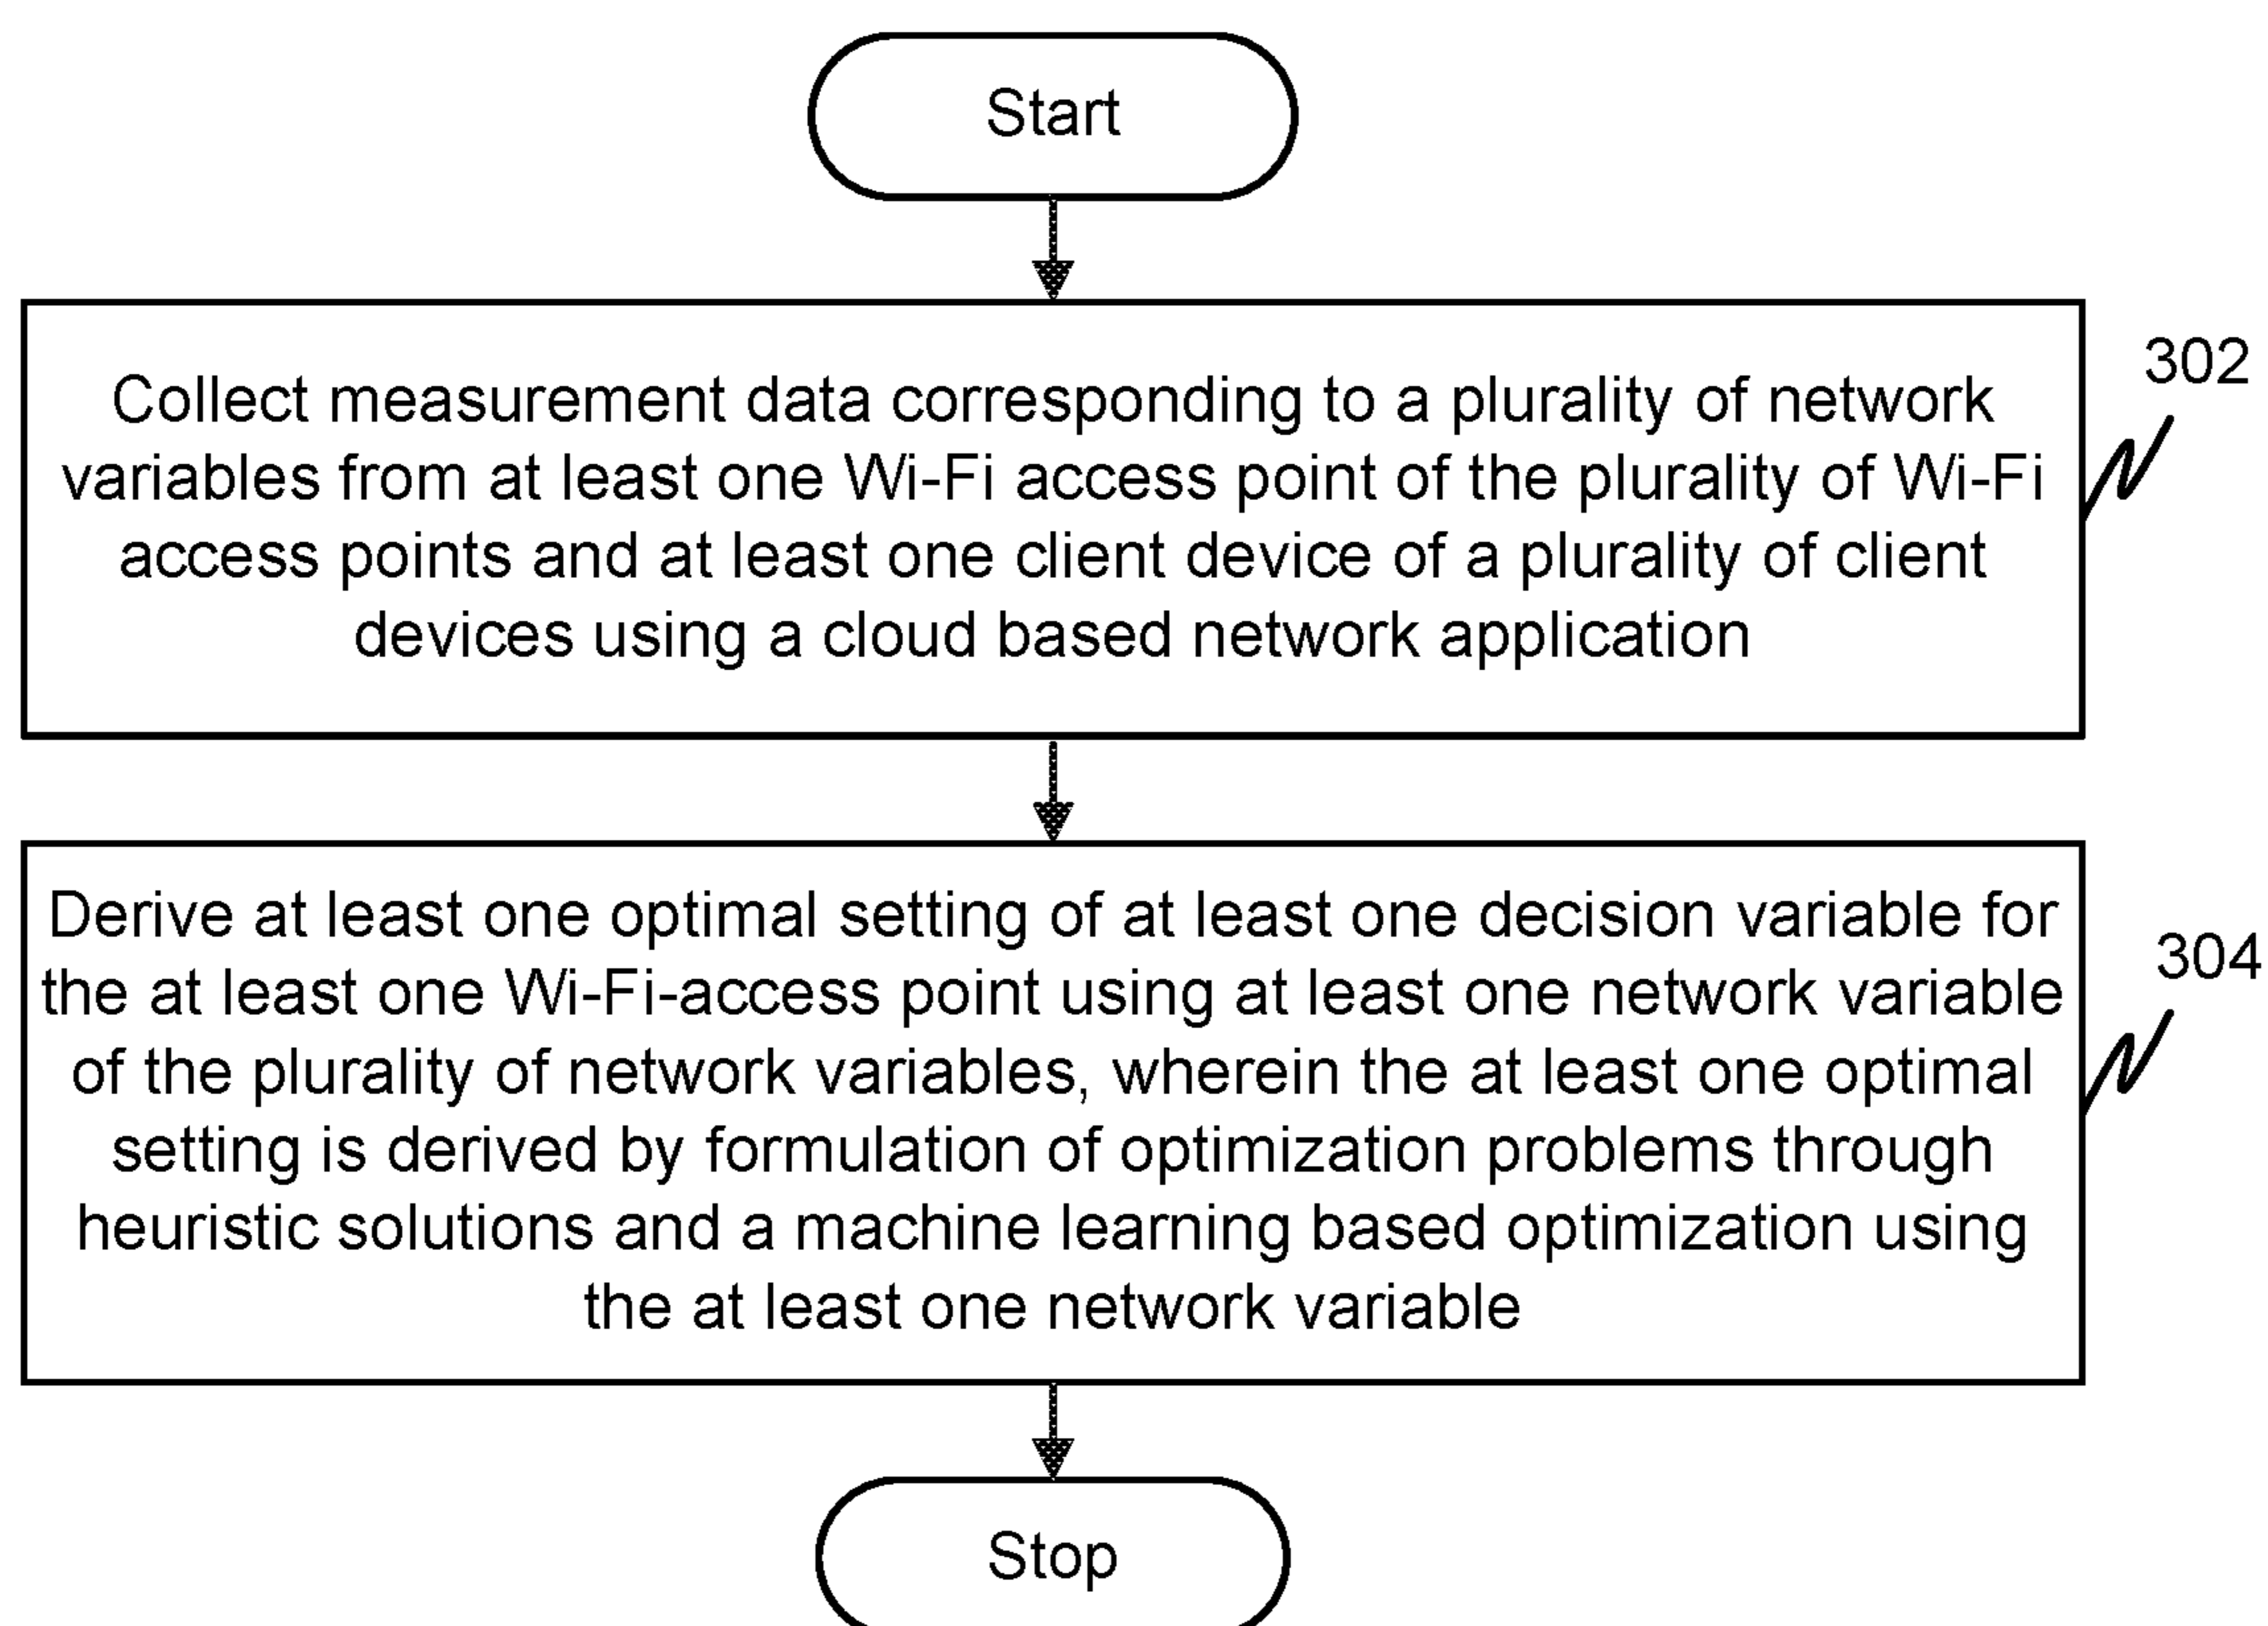 Start
302
Collect measurement data corresponding to a plurality of network
variables from at least one Wi-Fi access point of the plurality of Wi-Fi
access points and at least one client device of a plurality of client
devices using a cloud based network application
304
Derive at least one optimal setting of at least one decision variable for
the at least one Wi-Fi-access point using at least one network variable
of the plurality of network variables, wherein the at least one optimal
setting is derived by formulation of optimization problems through
heuristic solutions and a machine learning based optimization using
the at least one network variable
Stop